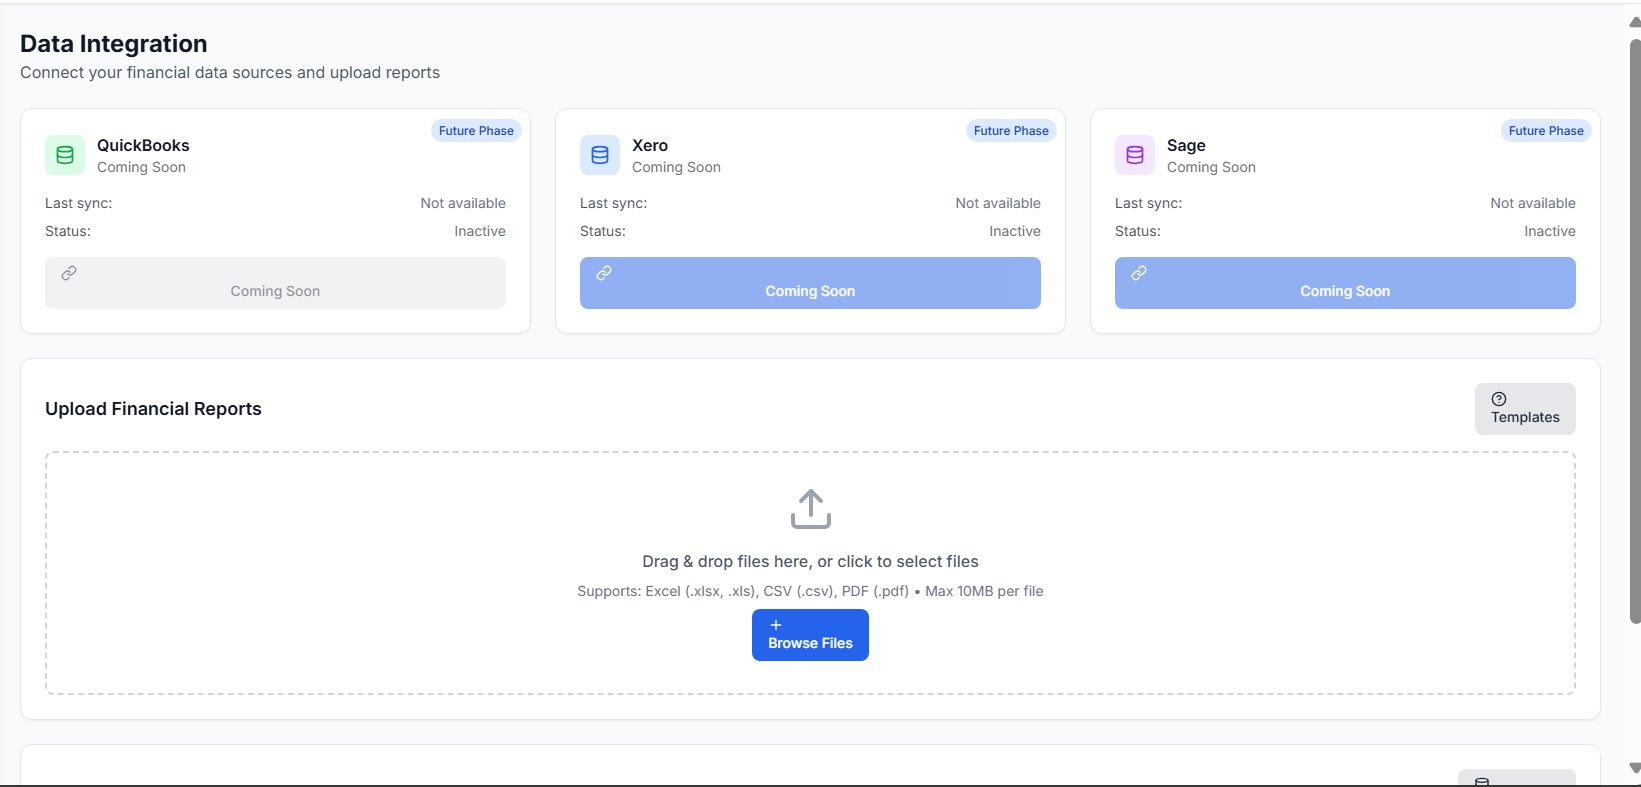 Data Integration
Connect your financial data sources and upload reports
Future Phase
QuickBooks
Coming Soon
Last sync:
Not available
Status:
Inactive
Coming Soon
Future Phase
Xero
Coming Soon
Last sync:
Not available
Status:
Inactive
Coming Soon
Future Phase
Sage
Coming Soon
Last sync:
Not available
Status:
Inactive
Coming Soon
Upload Financial Reports
Templates
Drag & drop files here, or click to select files
Supports: Excel (.xlsx, .xls), CSV (.csv), PDF (.pdf) • Max 10MB per file
Browse Files